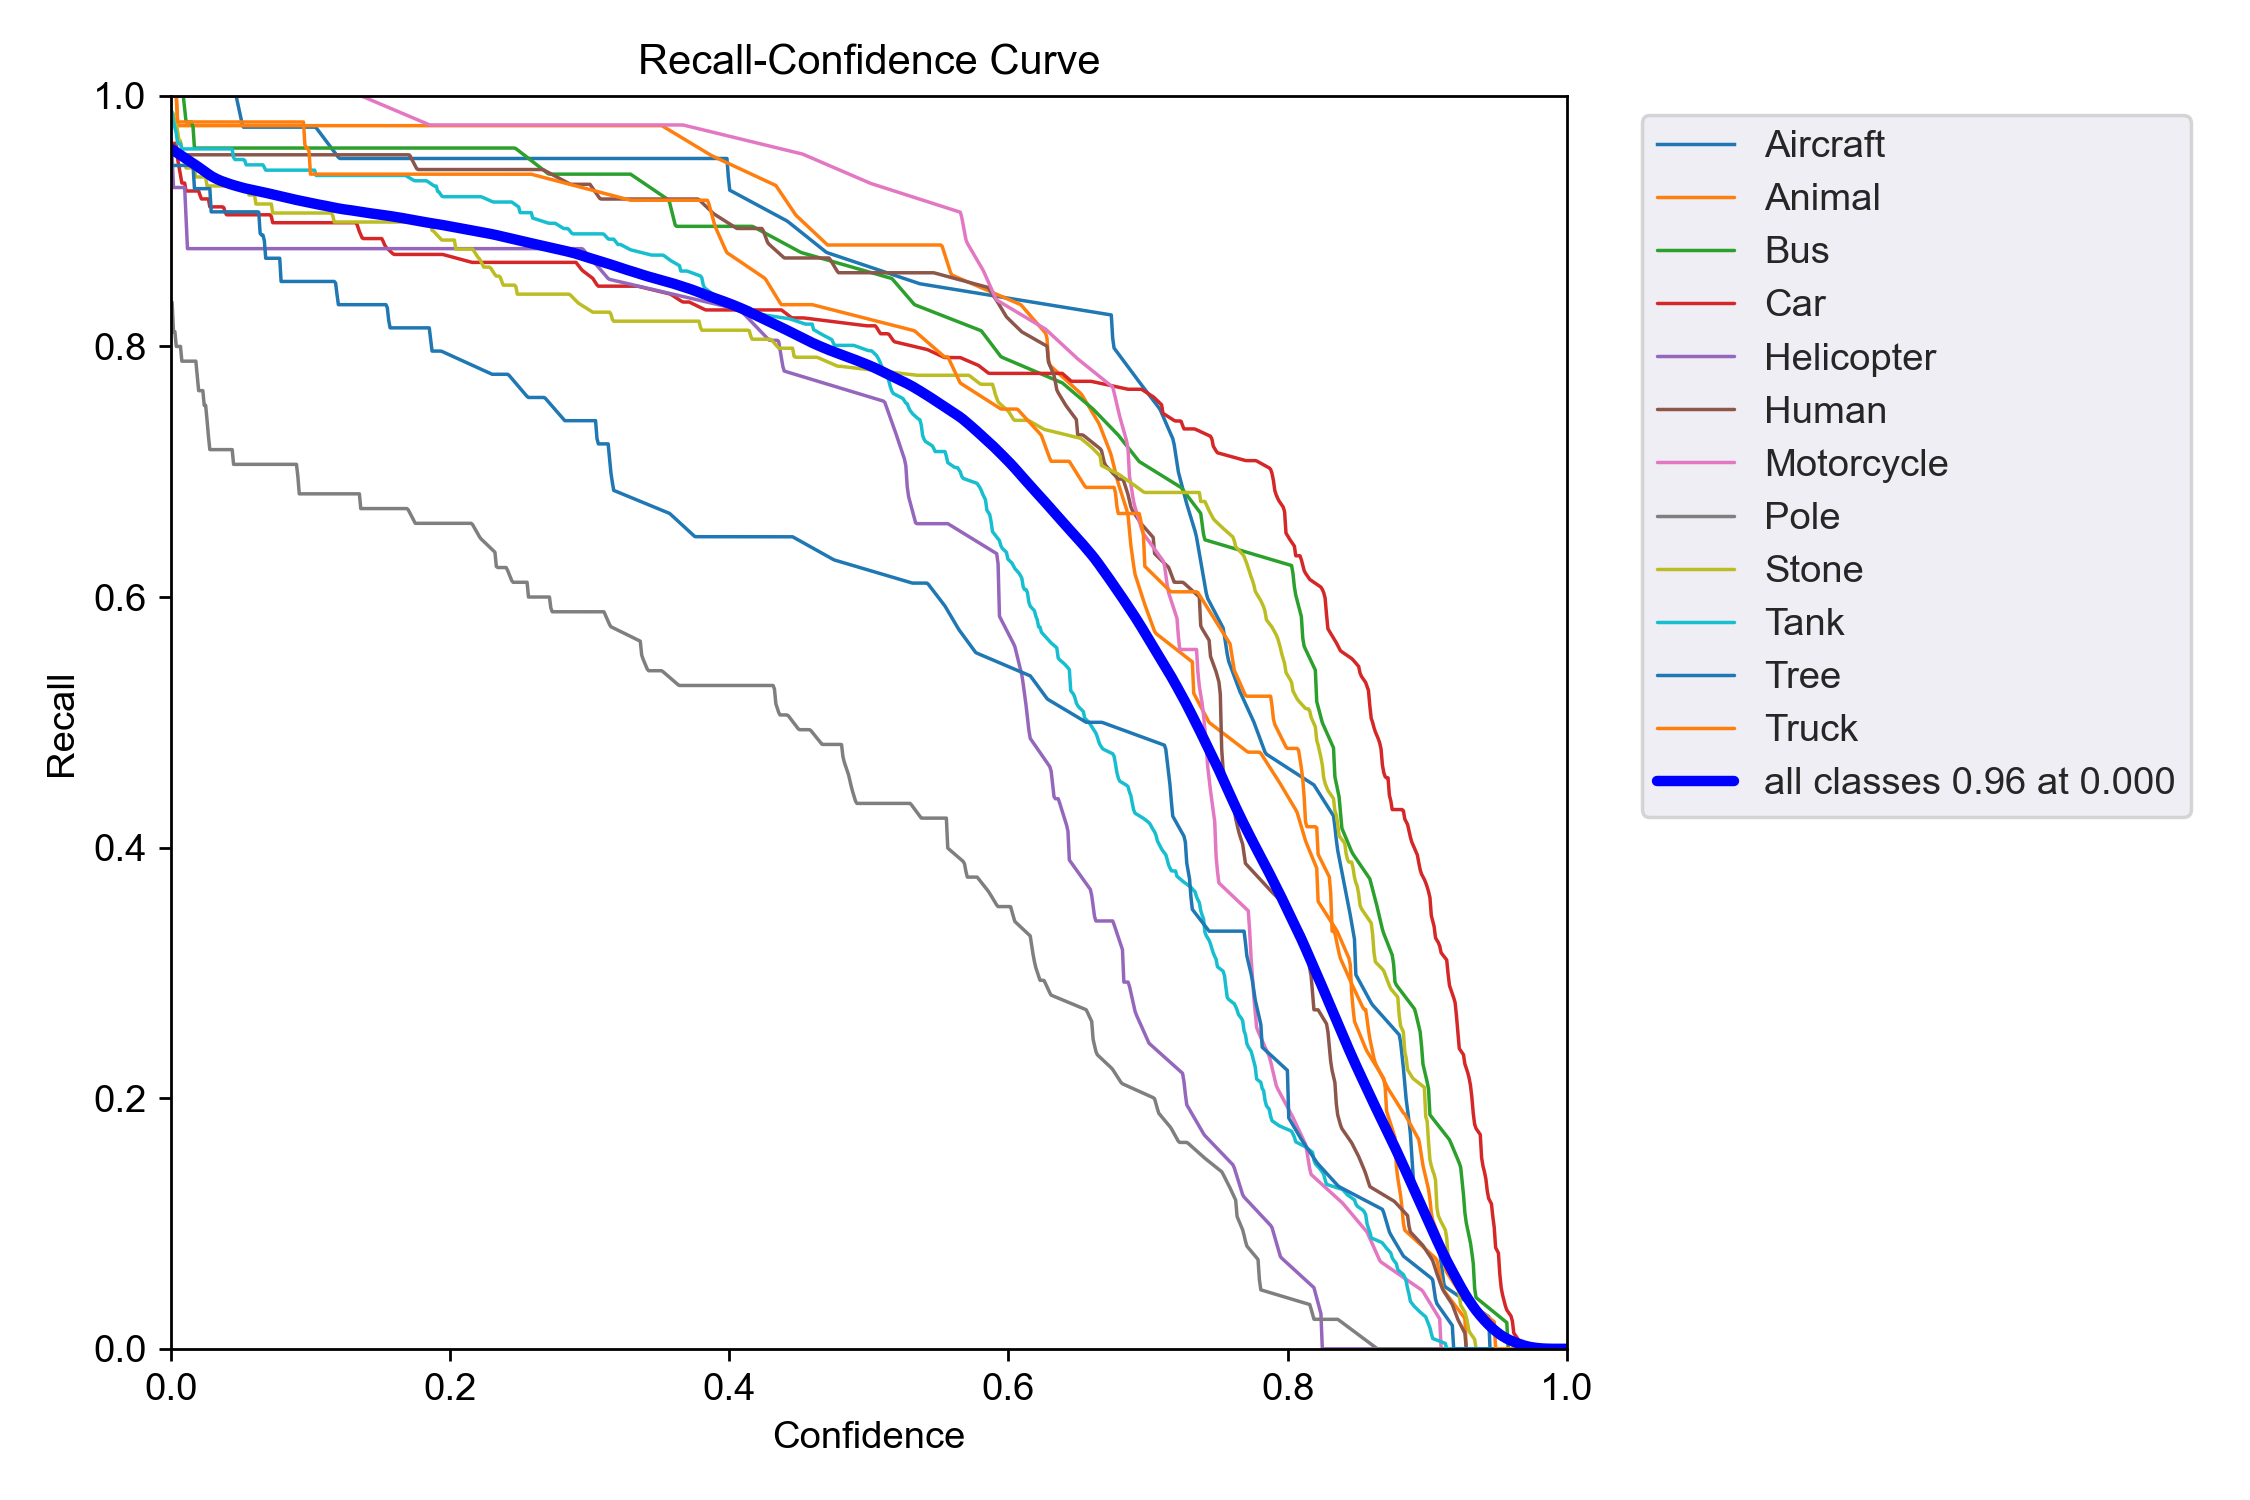 Recall-Confidence Curve
1.0
0.8
0.6
0.4
0.2
0.0
Recall
0.0 0.2 0.4 0.6 0.8 1.0
Confidence
Aircraft
Animal
Bus
Car
Helicopter
Human
Motorcycle
Pole
Stone
Tank
Tree
Truck
all classes 0.96 at 0.000